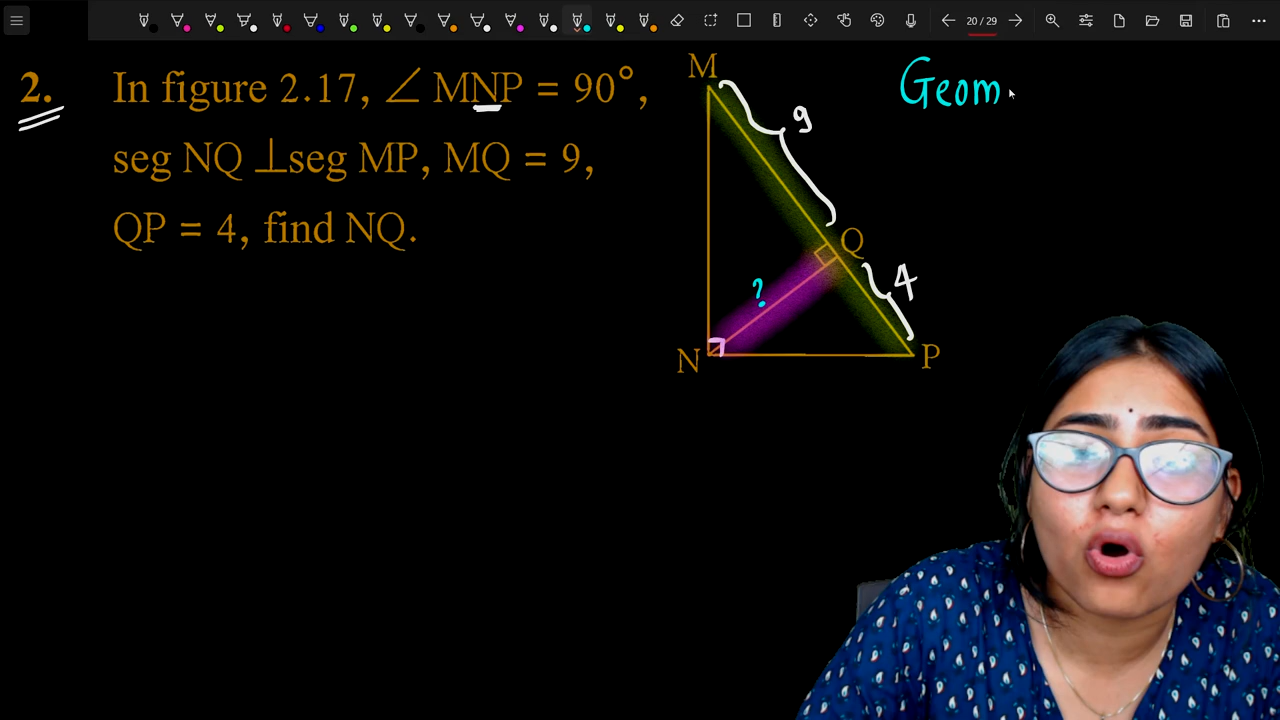 20 / 29
2. In figure 2.17, ∠ MNP = 90°,
seg NQ ⊥seg MP, MQ = 9,
QP = 4, find NQ.
M
9
Q
4
?
N
P
Geom